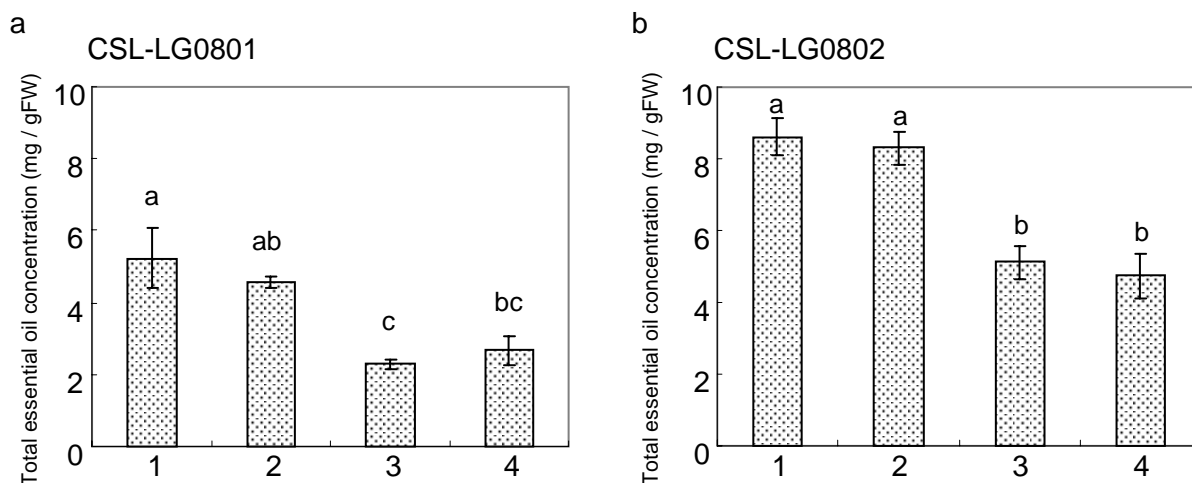 a
CSL-LG0801
Total essential oil concentration (mg / gFW)
10
8
6
4
2
0
a
ab
c
bc
1 2 3 4
b
CSL-LG0802
Total essential oil concentration (mg / gFW)
10
8
6
4
2
0
a
a
b
b
1 2 3 4